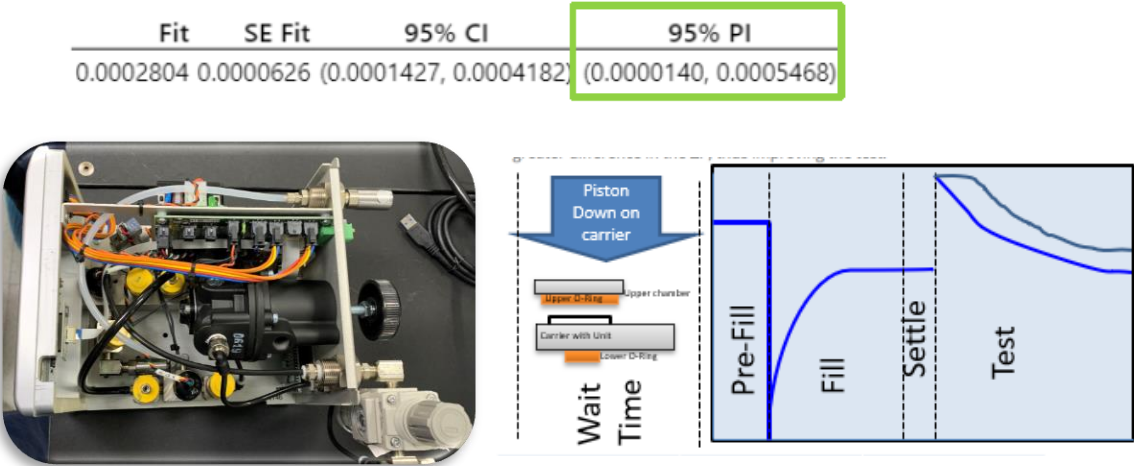 Fit SE Fit 95% CI 95% PI
0.0002804 0.0000626 (0.0001427, 0.0004182) (0.0000140, 0.0005468)
Piston
Down on
carrier
Upper O-Ring
Upper chamber
Carrier with Unit
Lower O-Ring
Wait
Time
Pre-Fill
Fill
Settle
Test